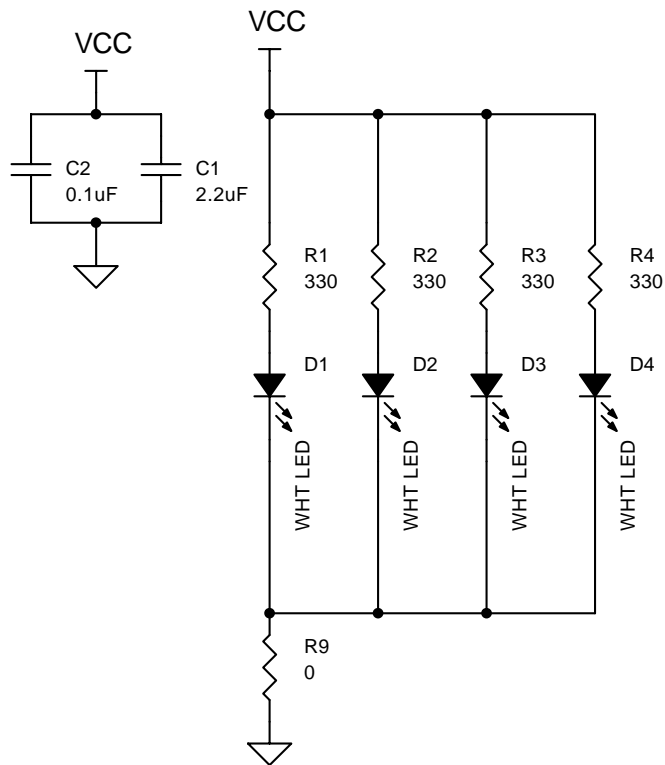 VCC
VCC
C2
0.1uF
C1
2.2uF
R1
330
R2
330
R3
330
R4
330
D1
D2
D3
D4
WHT LED
WHT LED
WHT LED
WHT LED
R9
0